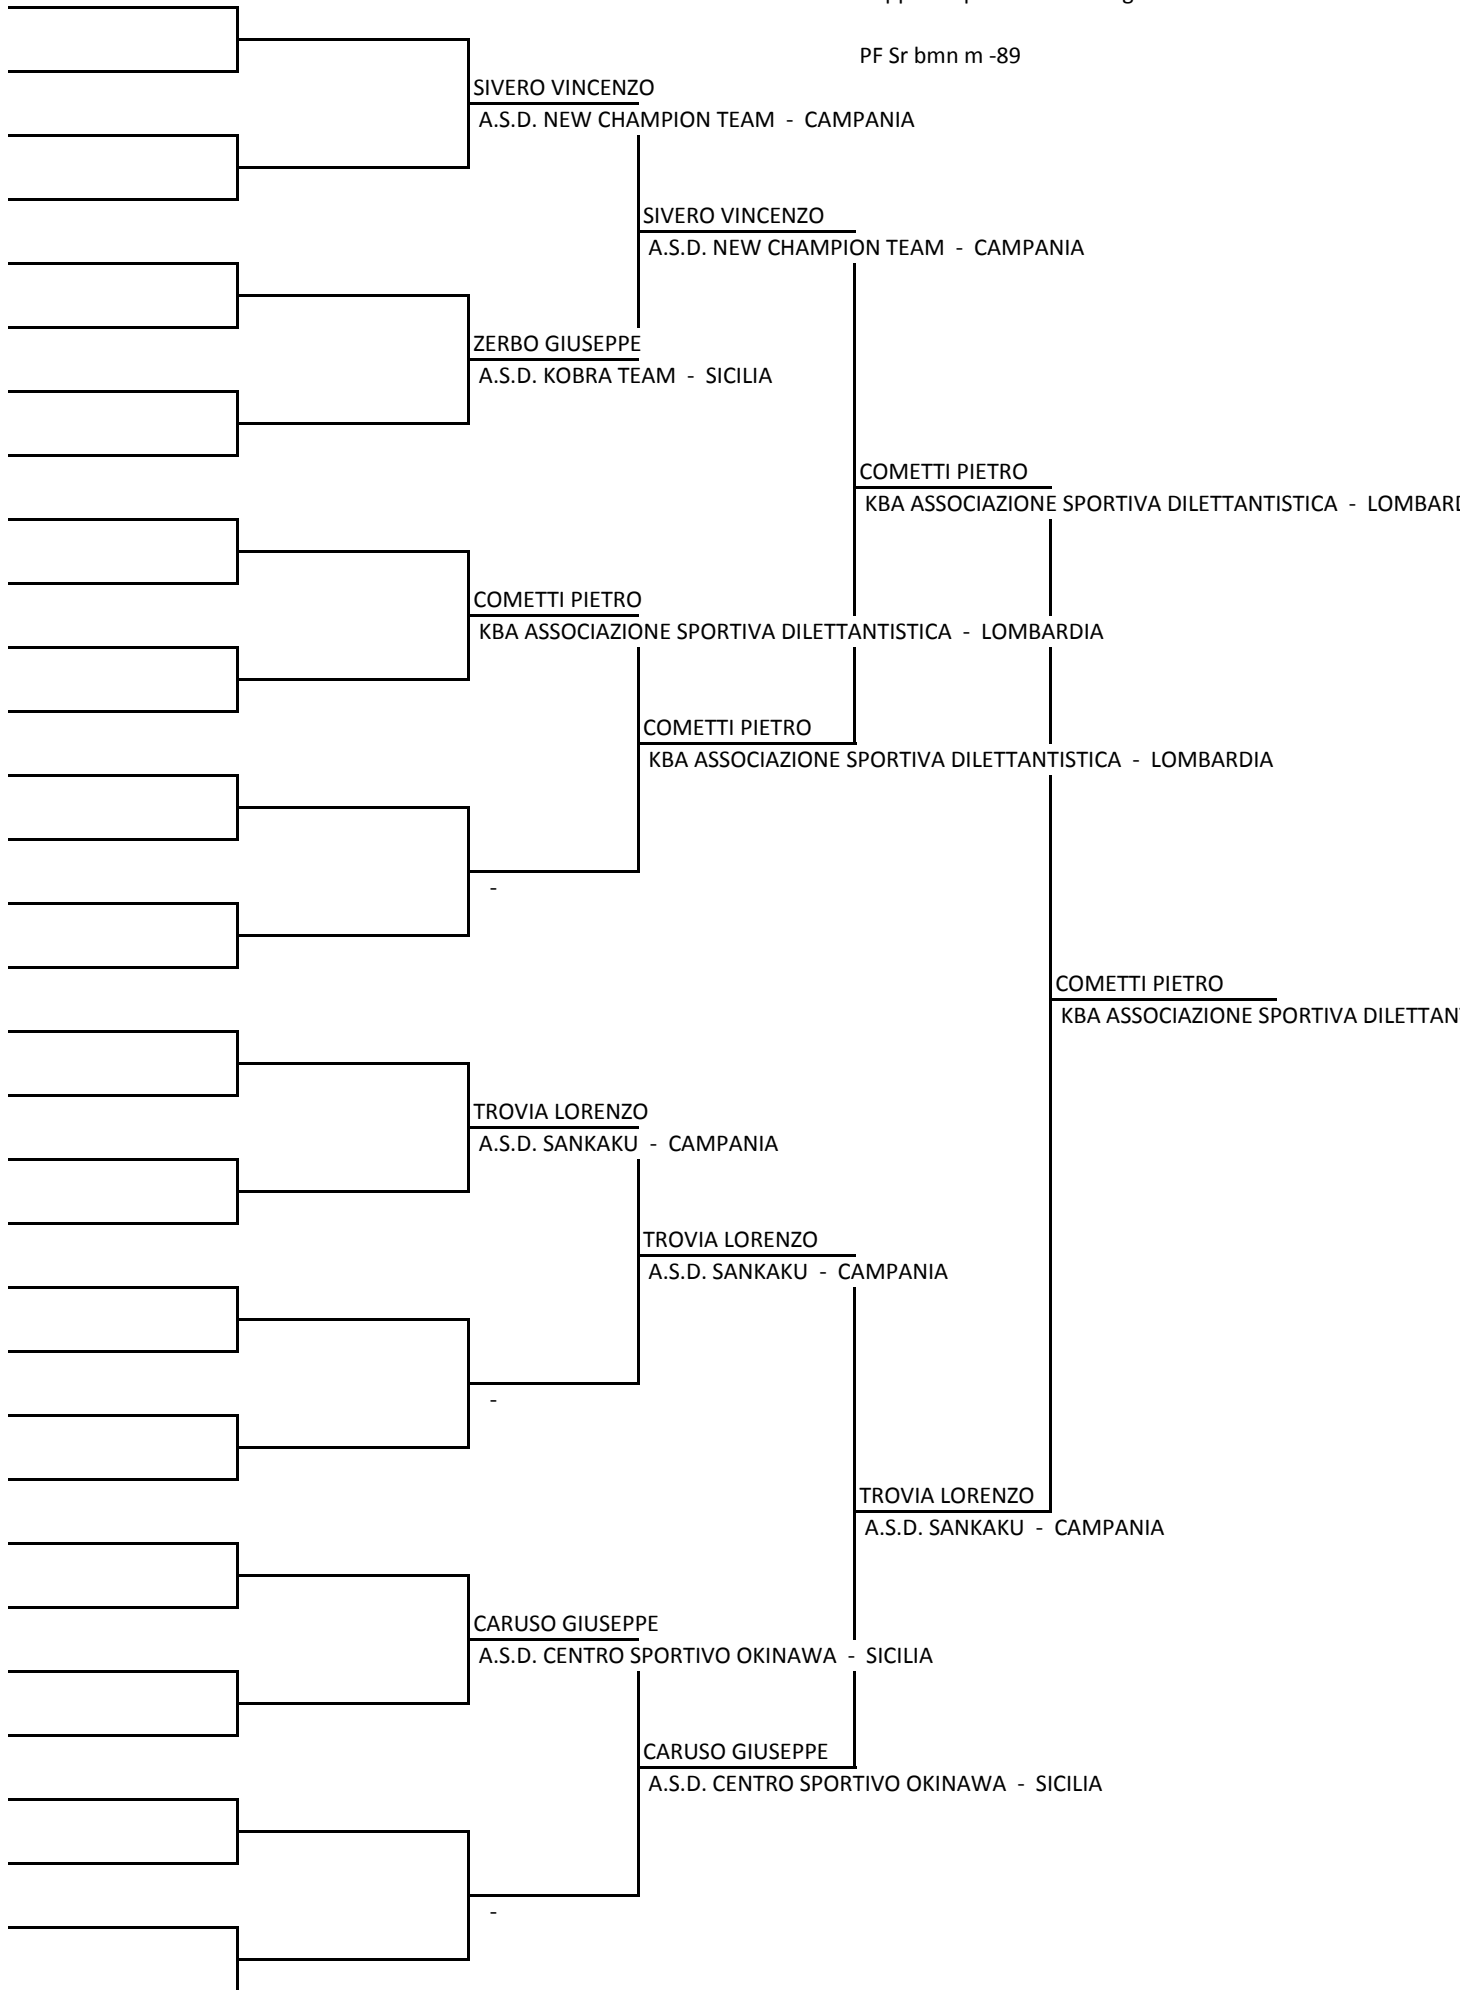 PF Sr bmn m -89
SIVERO VINCENZO
A.S.D. NEW CHAMPION TEAM - CAMPANIA
SIVERO VINCENZO
A.S.D. NEW CHAMPION TEAM - CAMPANIA
ZERBO GIUSEPPE
A.S.D. KOBRA TEAM - SICILIA
COMETTI PIETRO
KBA ASSOCIAZIONE SPORTIVA DILETTANTISTICA - LOMBARD
COMETTI PIETRO
KBA ASSOCIAZIONE SPORTIVA DILETTANTISTICA - LOMBARDIA
COMETTI PIETRO
KBA ASSOCIAZIONE SPORTIVA DILETTANTISTICA - LOMBARDIA
-
COMETTI PIETRO
KBA ASSOCIAZIONE SPORTIVA DILETTAN
TROVIA LORENZO
A.S.D. SANKAKU - CAMPANIA
TROVIA LORENZO
A.S.D. SANKAKU - CAMPANIA
-
TROVIA LORENZO
A.S.D. SANKAKU - CAMPANIA
CARUSO GIUSEPPE
A.S.D. CENTRO SPORTIVO OKINAWA - SICILIA
CARUSO GIUSEPPE
A.S.D. CENTRO SPORTIVO OKINAWA - SICILIA
-